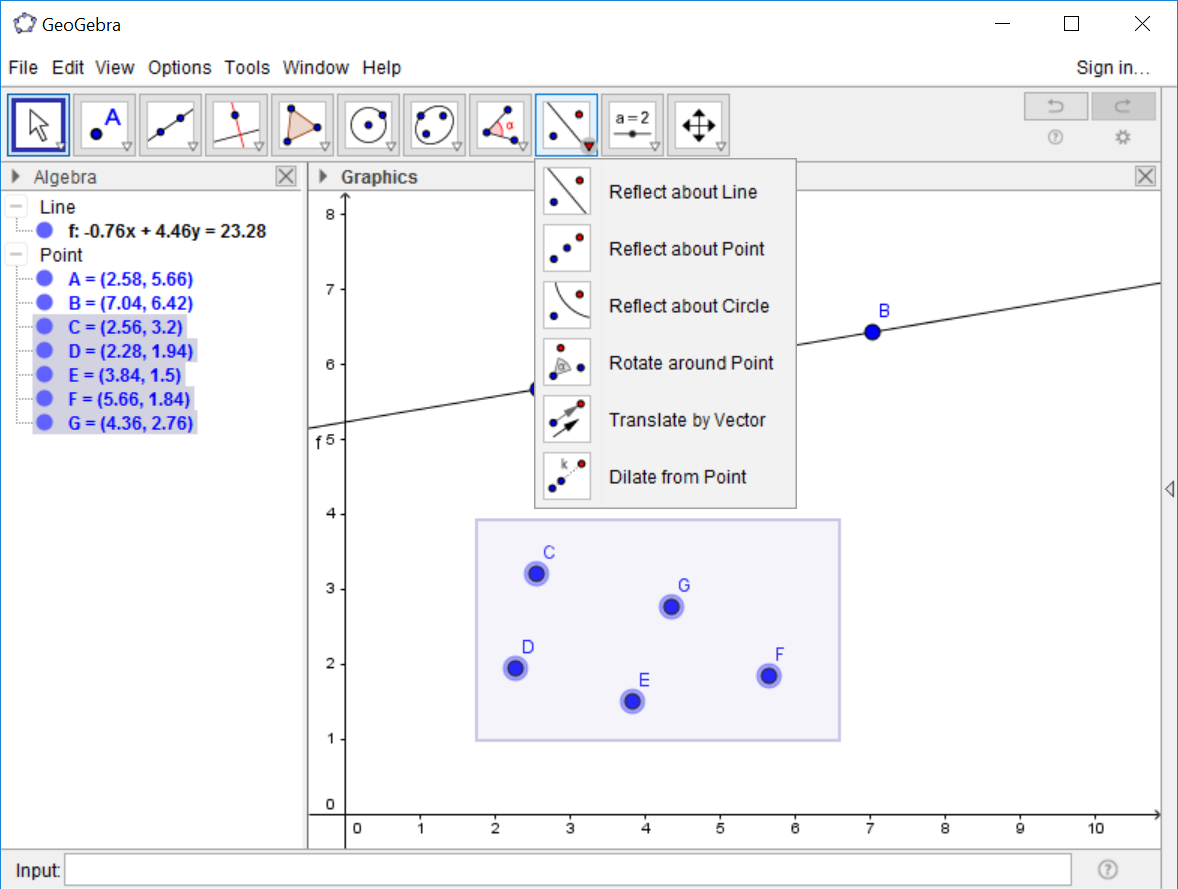 GeoGebra
File Edit View Options Tools Window Help Sign in...
A α a = 2
Algebra
Graphics
Line
f: -0.76x + 4.46y = 23.28
Point
A = (2.58, 5.66)
B = (7.04, 6.42)
C = (2.56, 3.2)
D = (2.28, 1.94)
E = (3.84, 1.5)
F = (5.66, 1.84)
G = (4.36, 2.76)
Reflect about Line
Reflect about Point
Reflect about Circle
α Rotate around Point
Translate by Vector
k Dilate from Point
8
7
B
6
f 5
4
C
3
G
D
2
F
E
1
0
0 1 2 3 4 5 6 7 8 9 10
Input: